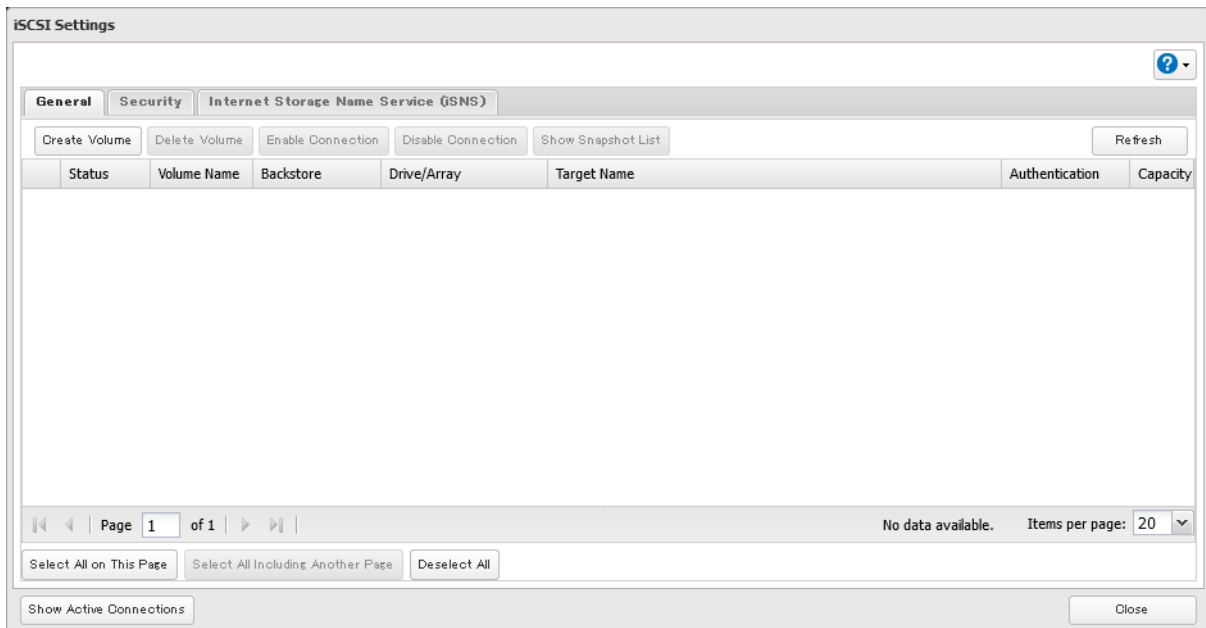 iSCSI Settings
?
General Security Internet Storage Name Service (iSNS)
Create Volume Delete Volume Enable Connection Disable Connection Show Snapshot List Refresh
Status Volume Name Backstore Drive/Array Target Name Authentication Capacity
Page 1 of 1 No data available. Items per page: 20
Select All on This Page Select All Including Another Page Deselect All
Show Active Connections Close